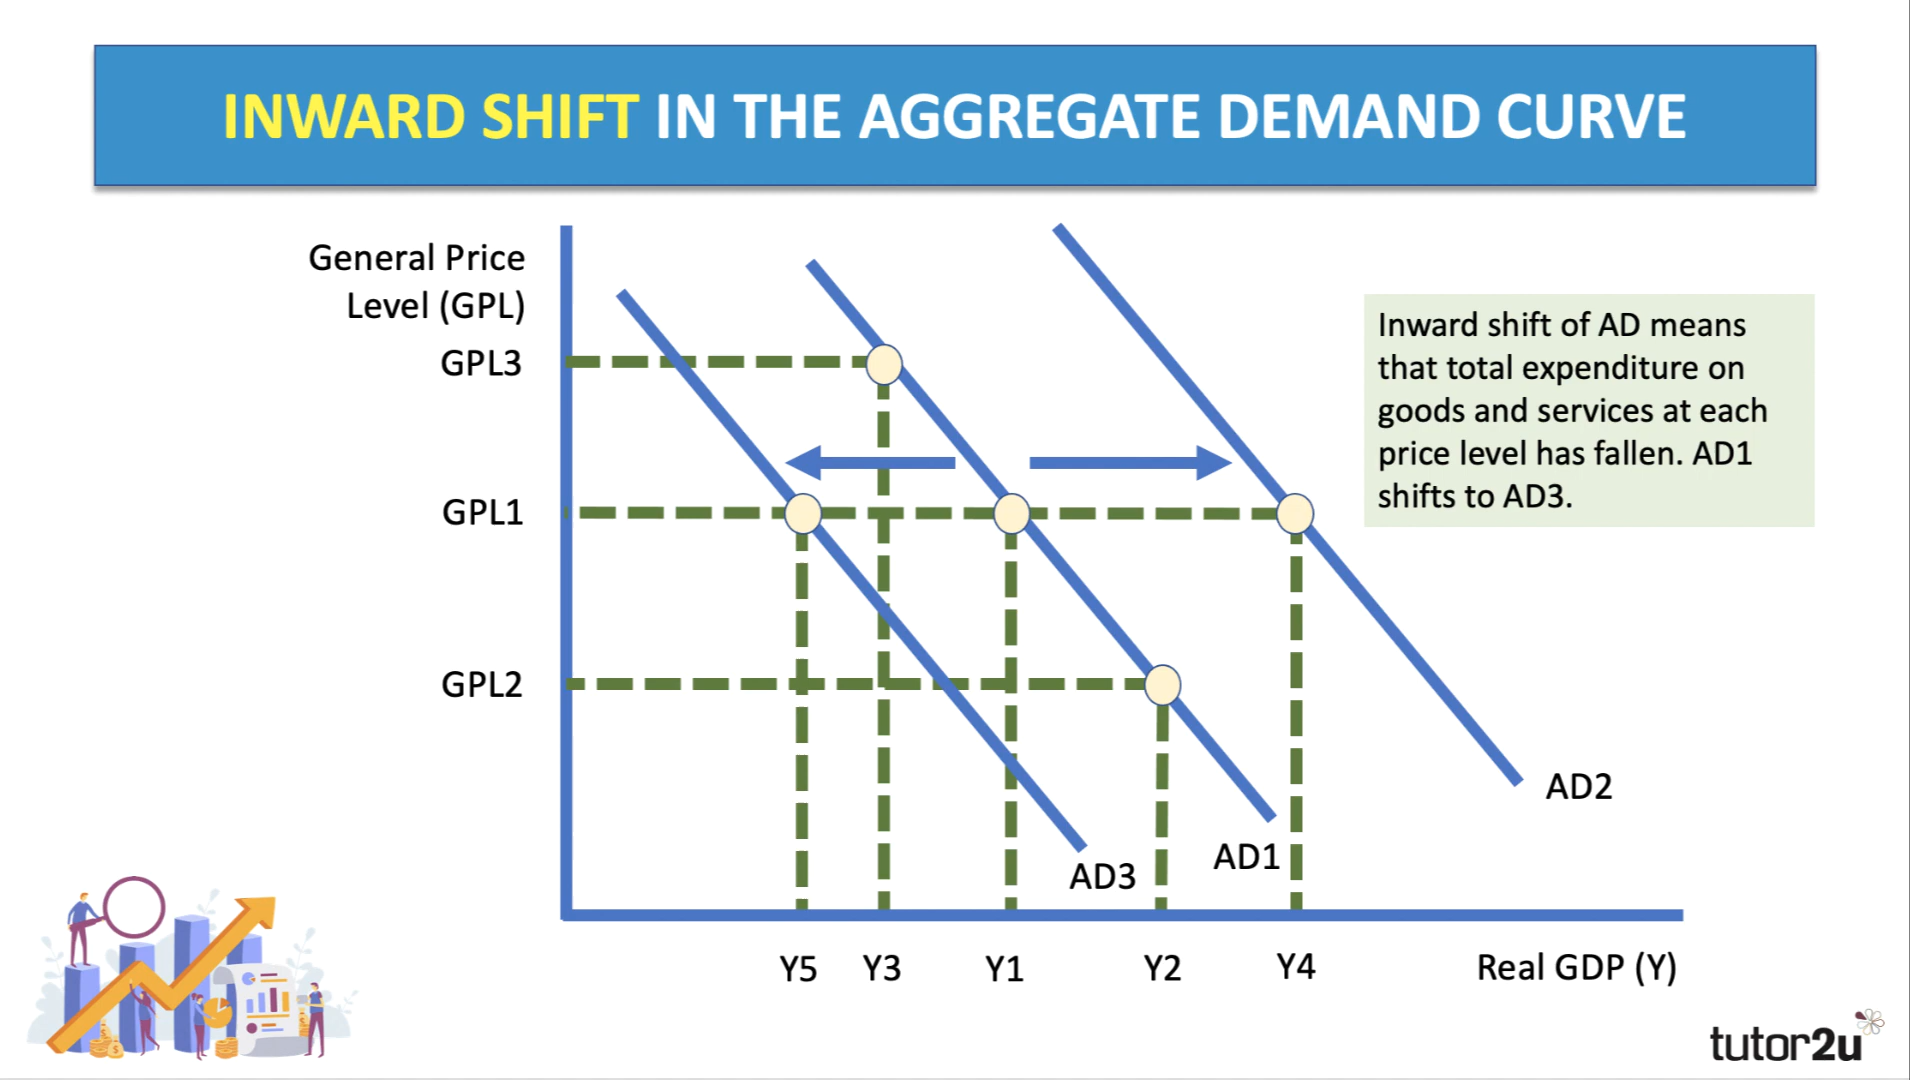 INWARD SHIFT IN THE AGGREGATE DEMAND CURVE
General Price
Level (GPL)
GPL3
GPL1
GPL2
Inward shift of AD means
that total expenditure on
goods and services at each
price level has fallen. AD1
shifts to AD3.
AD2
AD1
AD3
Y5 Y3 Y1 Y2 Y4 Real GDP (Y)
tutor2u